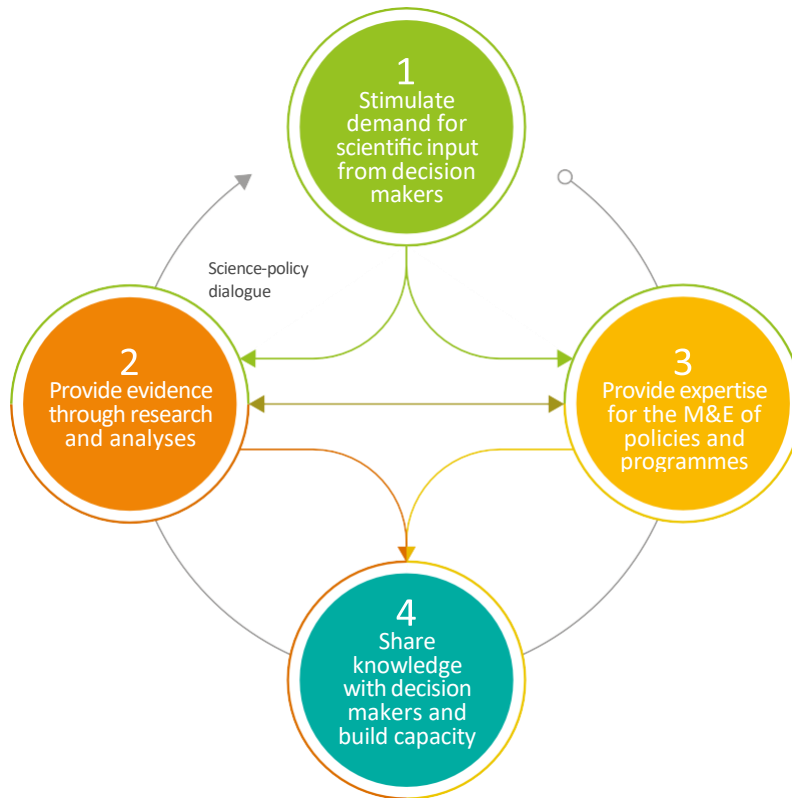 1
Stimulate
demand for
scientific input
from decision
makers
Science-policy
dialogue
2
Provide evidence
through research
and analyses
3
Provide expertise
for the M&E of
policies and
programmes
4
Share
knowledge
with decision
makers and
build capacity